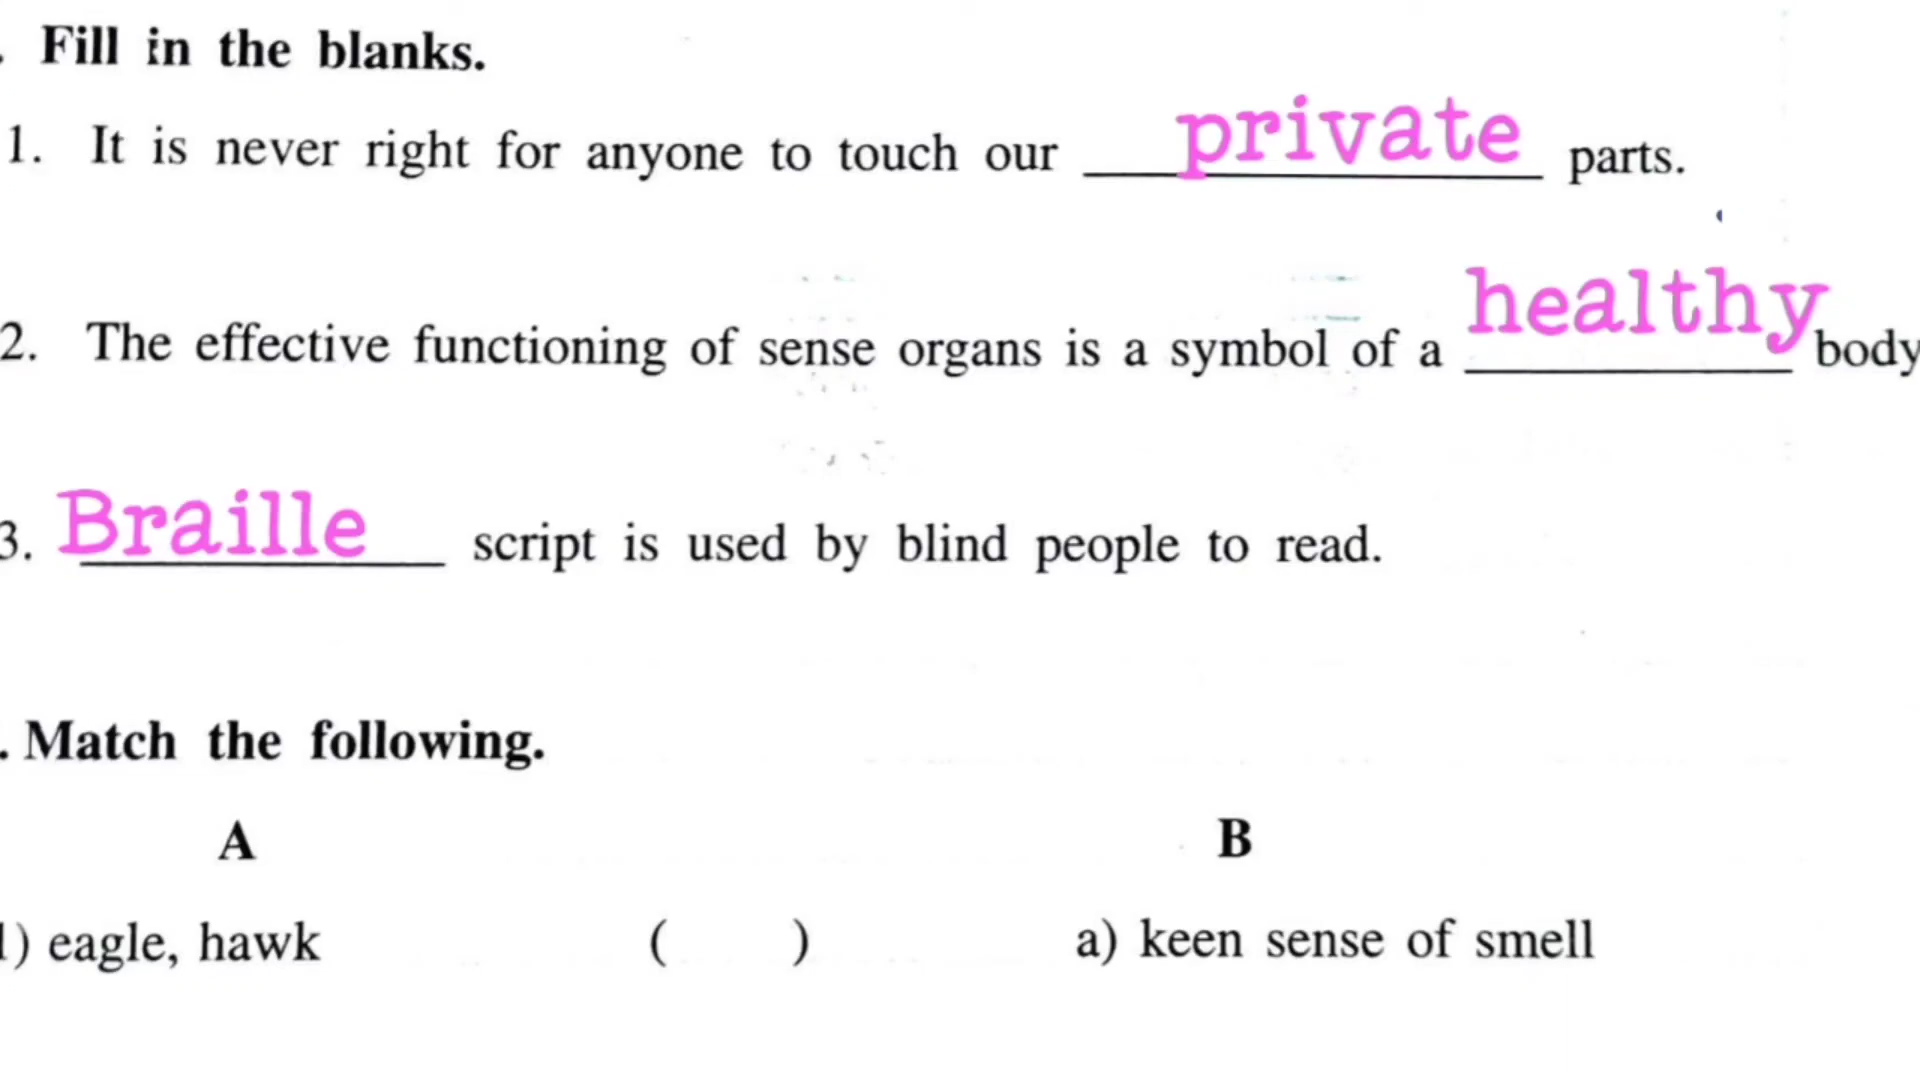 . Fill in the blanks.
1. It is never right for anyone to touch our private parts.
2. The effective functioning of sense organs is a symbol of a healthy body
3. Braille script is used by blind people to read.
. Match the following.
A B
1) eagle, hawk ( ) a) keen sense of smell